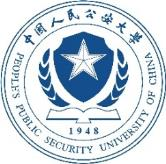 中国人民公安大学
PEOPLE'S PUBLIC SECURITY UNIVERSITY OF CHINA
1948